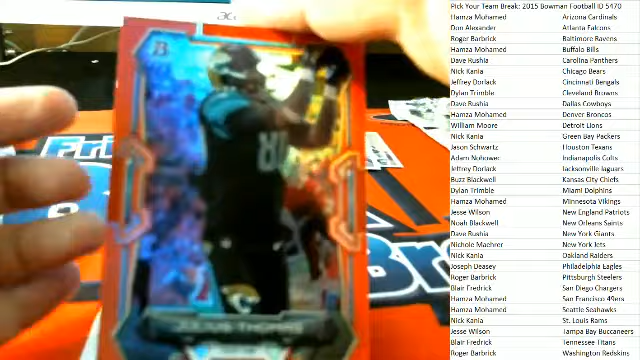 Pick Your Team Break: 2015 Bowman Football ID 5470
Hamza Mohamed Arizona Cardinals
Don Alexander Atlanta Falcons
Roger Barbrick Baltimore Ravens
Hamza Mohamed Buffalo Bills
Dave Rushia Carolina Panthers
Nick Kania Chicago Bears
Jeffrey Dorlack Cincinnati Bengals
Dylan Trimble Cleveland Browns
Dave Rushia Dallas Cowboys
Hamza Mohamed Denver Broncos
William Moore Detroit Lions
Nick Kania Green Bay Packers
Jason Schwartz Houston Texans
Adam Nohowec Indianapolis Colts
Jeffrey Dorlack Jacksonville Jaguars
Buzz Blackwell Kansas City Chiefs
Dylan Trimble Miami Dolphins
Hamza Mohamed Minnesota Vikings
Jesse Wilson New England Patriots
Noah Blackwell New Orleans Saints
Dave Rushia New York Giants
Nichole Maehrer New York Jets
Nick Kania Oakland Raiders
Joseph Deasey Philadelphia Eagles
Roger Barbrick Pittsburgh Steelers
Blair Fredrick San Diego Chargers
Hamza Mohamed San Francisco 49ers
Hamza Mohamed Seattle Seahawks
Nick Kania St. Louis Rams
Jesse Wilson Tampa Bay Buccaneers
Blair Fredrick Tennessee Titans
Roger Barbrick Washington Redskins